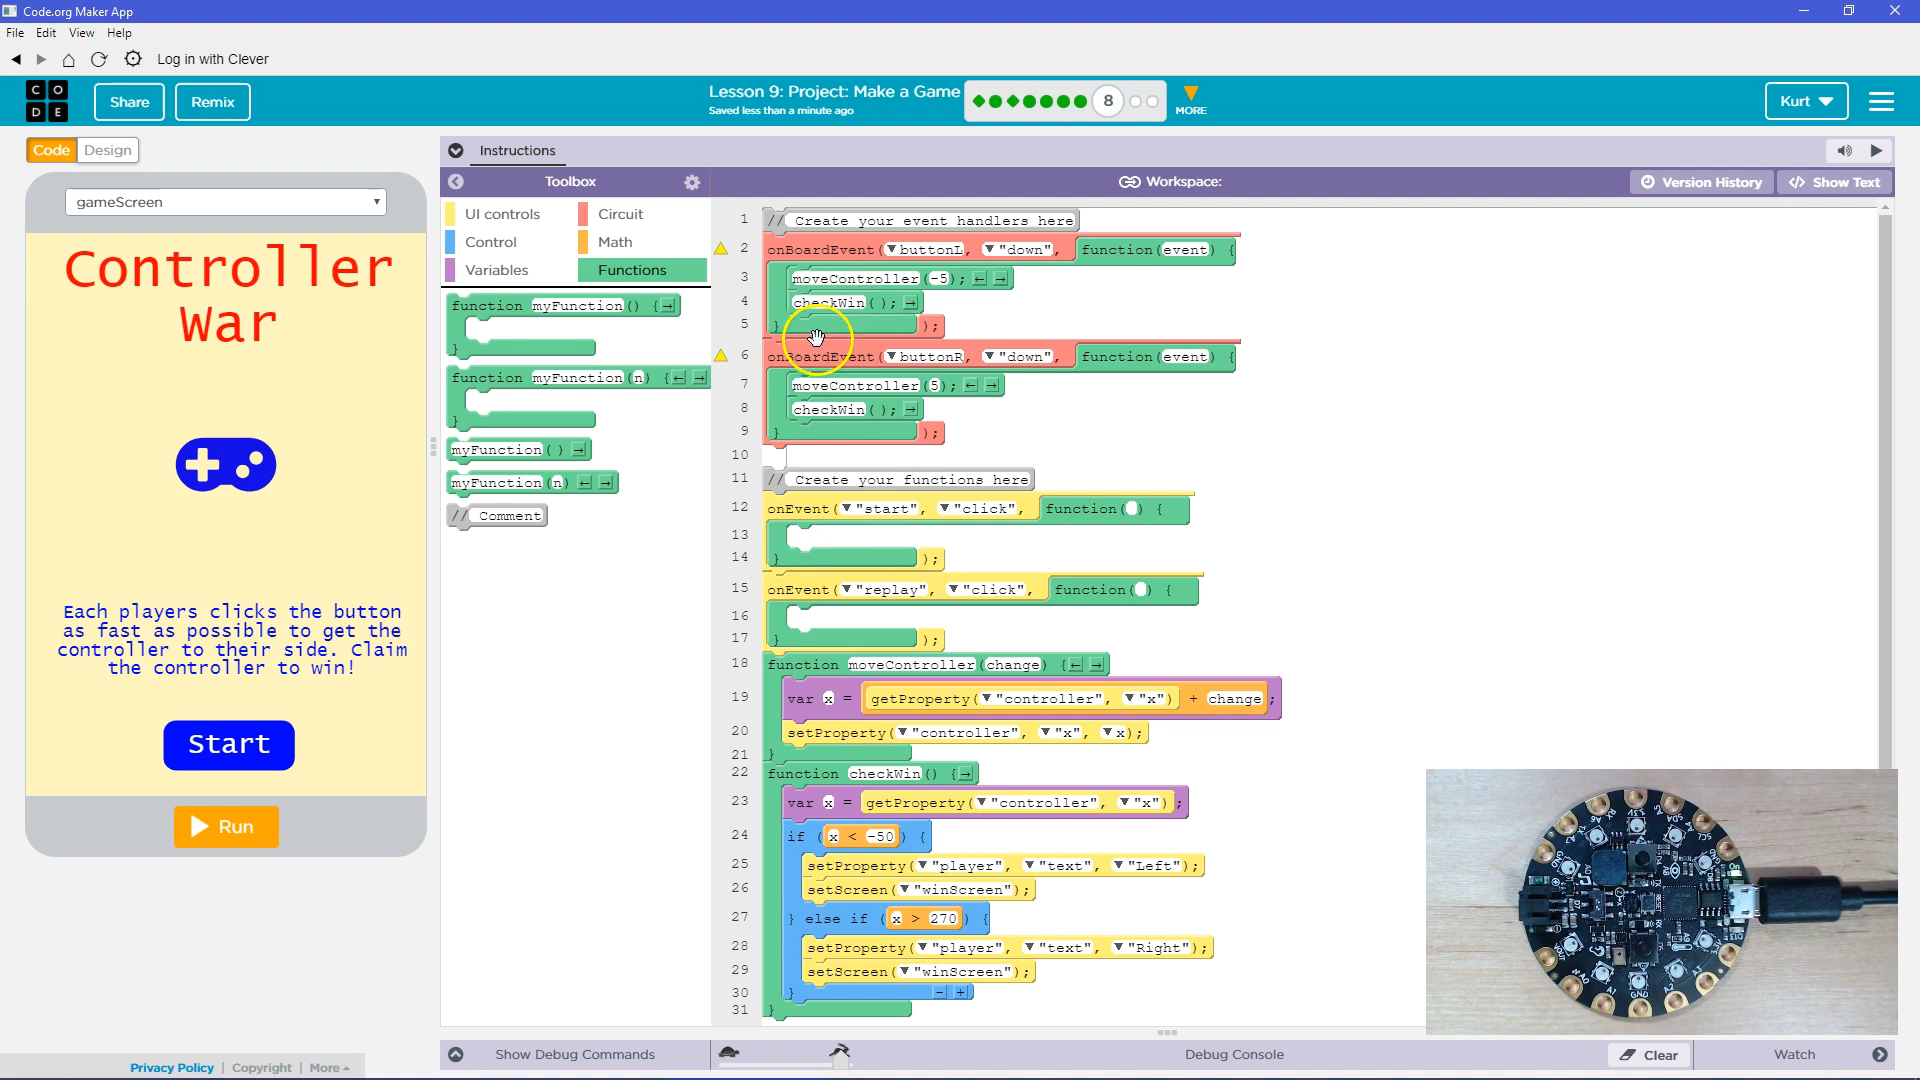 Code.org Maker App
File Edit View Help
Log in with Clever
C O D E
Share
Remix
Lesson 9: Project: Make a Game
Saved less than a minute ago
8
MORE
Kurt
Code Design
gameScreen
Controller
War
Each players clicks the button
as fast as possible to get the
controller to their side. Claim
the controller to win!
Start
Run
Privacy Policy | Copyright | More
Instructions
Toolbox
Workspace:
Version History
</> Show Text
UI controls
Circuit
Control
Math
Variables
Functions
function myFunction() {
}
function myFunction(n) {
}
myFunction()
myFunction(n)
// Comment
1 // Create your event handlers here
2 onBoardEvent(buttonL, "down", function(event) {
3 moveController(-5);
4 checkWin();
5 } );
6 onBoardEvent(buttonR, "down", function(event) {
7 moveController(5);
8 checkWin();
9 } );
10
11 // Create your functions here
12 onEvent("start", "click", function() {
13
14 } );
15 onEvent("replay", "click", function() {
16
17 } );
18 function moveController(change) {
19 var x = getProperty("controller", "x") + change;
20 setProperty("controller", "x", x);
21 }
22 function checkWin() {
23 var x = getProperty("controller", "x");
24 if (x < -50) {
25 setProperty("player", "text", "Left");
26 setScreen("winScreen");
27 } else if (x > 270) {
28 setProperty("player", "text", "Right");
29 setScreen("winScreen");
30 } - +
31 }
Show Debug Commands
Debug Console
Clear
Watch